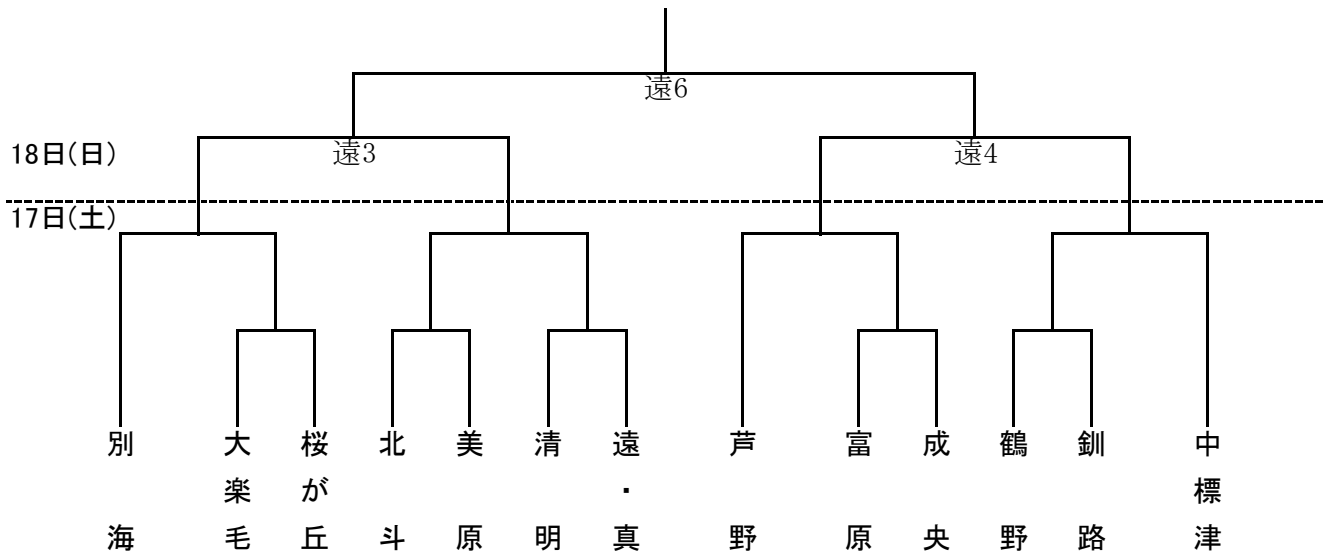 遠6
18日(日)
遠3
遠4
17日(土)
別海
大楽毛
桜が丘
北斗
美原
清明
遠・真
芦野
富原
成央
鶴野
釧路
中標津